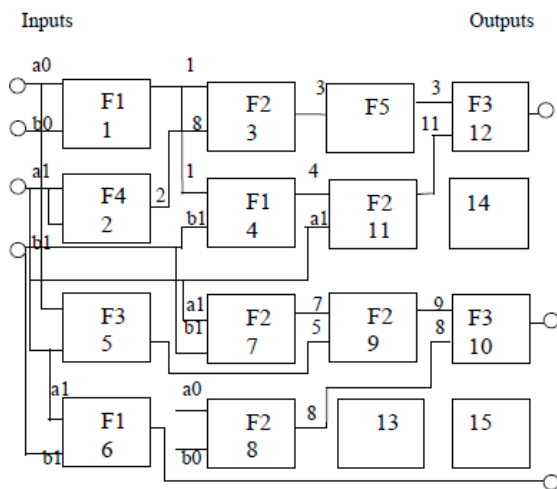 Inputs Outputs
a0 1 3 3
F1 F2 F5 F3
1 3 12
b0 8 11
a1 2 1 4
F4 F1 F2 14
2 4 11
b1 b1 a1
F3 a1 F2 7 F2 9 F3
5 b1 7 5 9 8 10
a1 a0
F1 F2 8 13 15
6 8
b1 b0